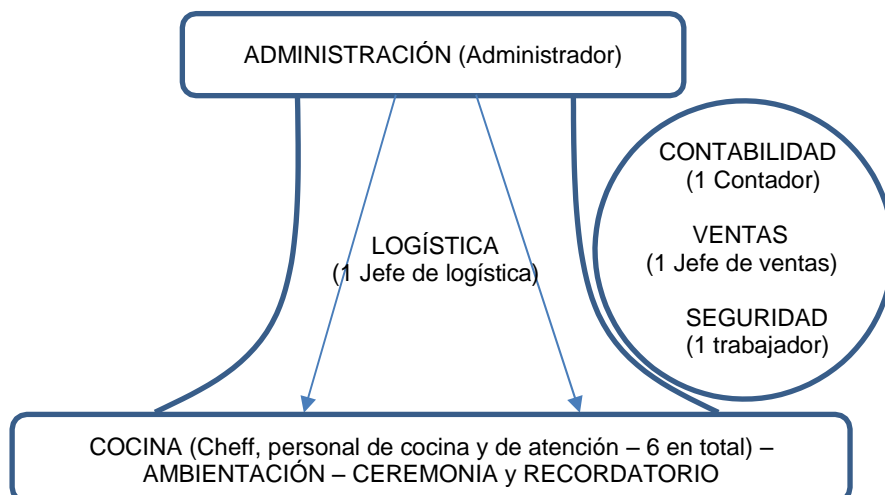 ADMINISTRACIÓN (Administrador)
CONTABILIDAD
(1 Contador)
VENTAS
(1 Jefe de ventas)
SEGURIDAD
(1 trabajador)
LOGÍSTICA
(1 Jefe de logística)
COCINA (Cheff, personal de cocina y de atención – 6 en total) –
AMBIENTACIÓN – CEREMONIA y RECORDATORIO